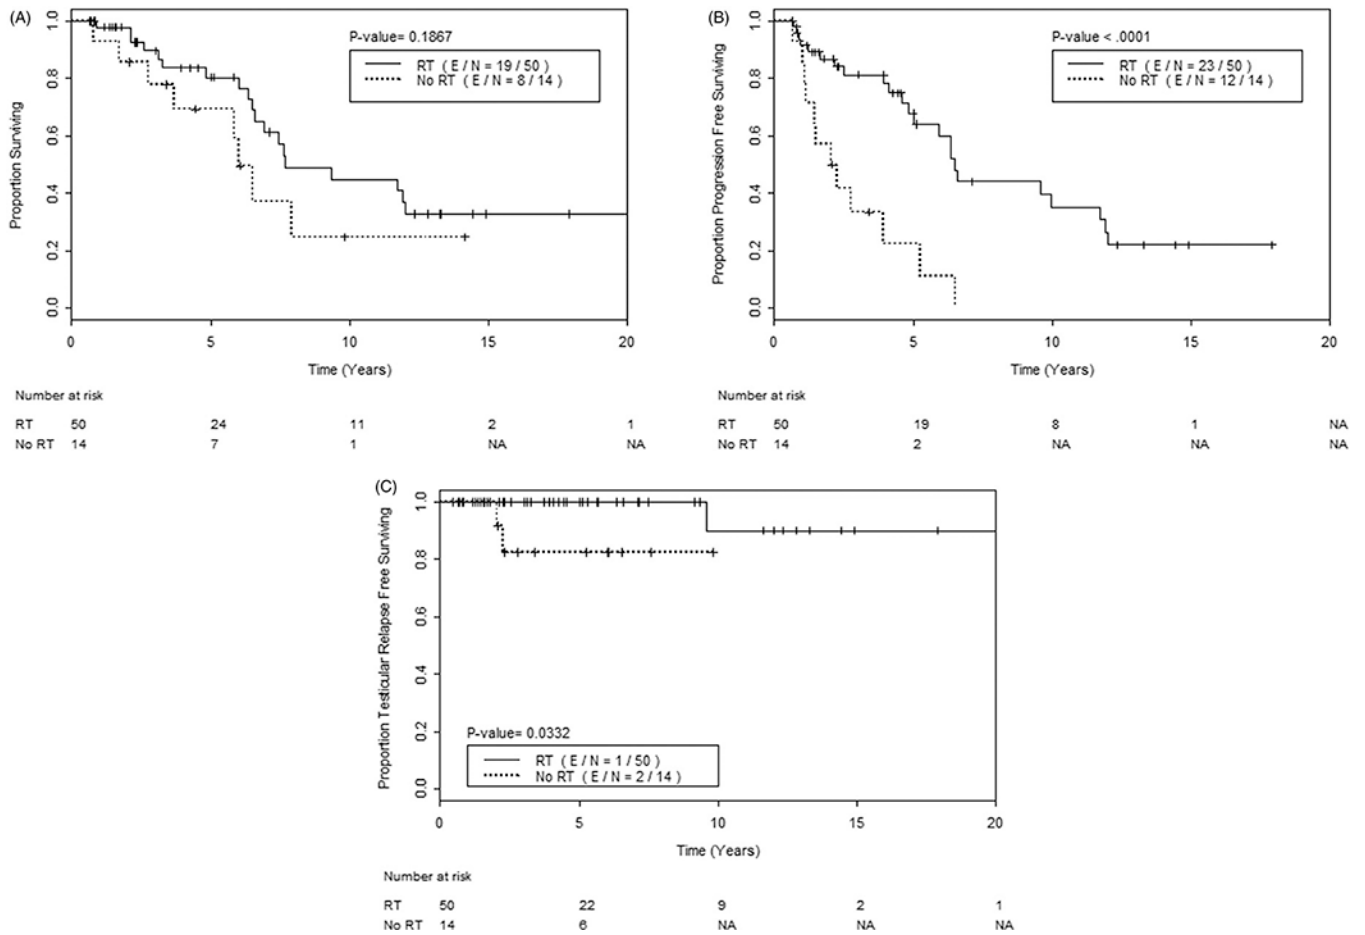 (A)
Proportion Surviving
1.0
0.8
0.6
0.4
0.2
0.0
P-value= 0.1867
RT ( E / N = 19 / 50 )
No RT ( E / N = 8 / 14 )
0 5 10 15 20
Time (Years)
Number at risk
RT 50 24 11 2 1
No RT 14 7 1 NA NA
(B)
Proportion Progression Free Surviving
1.0
0.8
0.6
0.4
0.2
0.0
P-value < .0001
RT ( E / N = 23 / 50 )
No RT ( E / N = 12 / 14 )
0 5 10 15 20
Time (Years)
Number at risk
RT 50 19 8 1 NA
No RT 14 2 NA NA NA
(C)
Proportion Testicular Relapse Free Surviving
1.0
0.8
0.6
0.4
0.2
0.0
P-value= 0.0332
RT ( E / N = 1 / 50 )
No RT ( E / N = 2 / 14 )
0 5 10 15 20
Time (Years)
Number at risk
RT 50 22 9 2 1
No RT 14 6 NA NA NA